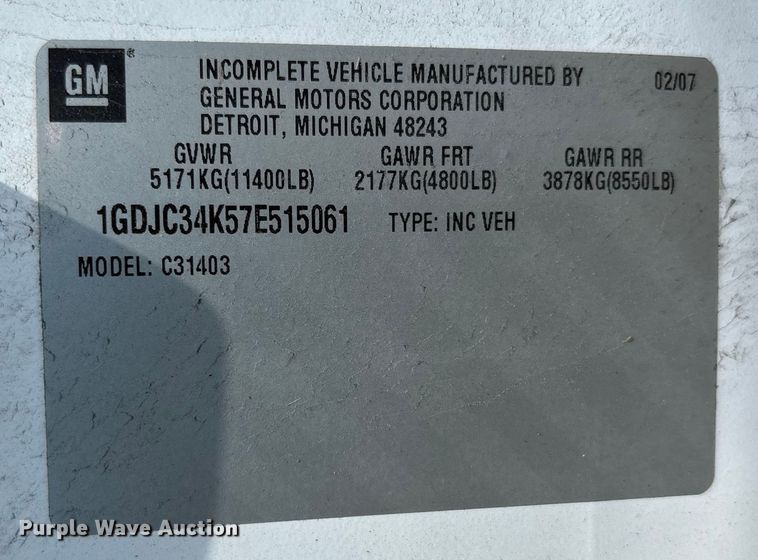 GM ®
INCOMPLETE VEHICLE MANUFACTURED BY 02/07
GENERAL MOTORS CORPORATION
DETROIT, MICHIGAN 48243
GVWR GAWR FRT GAWR RR
5171KG(11400LB) 2177KG(4800LB) 3878KG(8550LB)
1GDJC34K57E515061 TYPE: INC VEH
MODEL: C31403
Purple Wave Auction